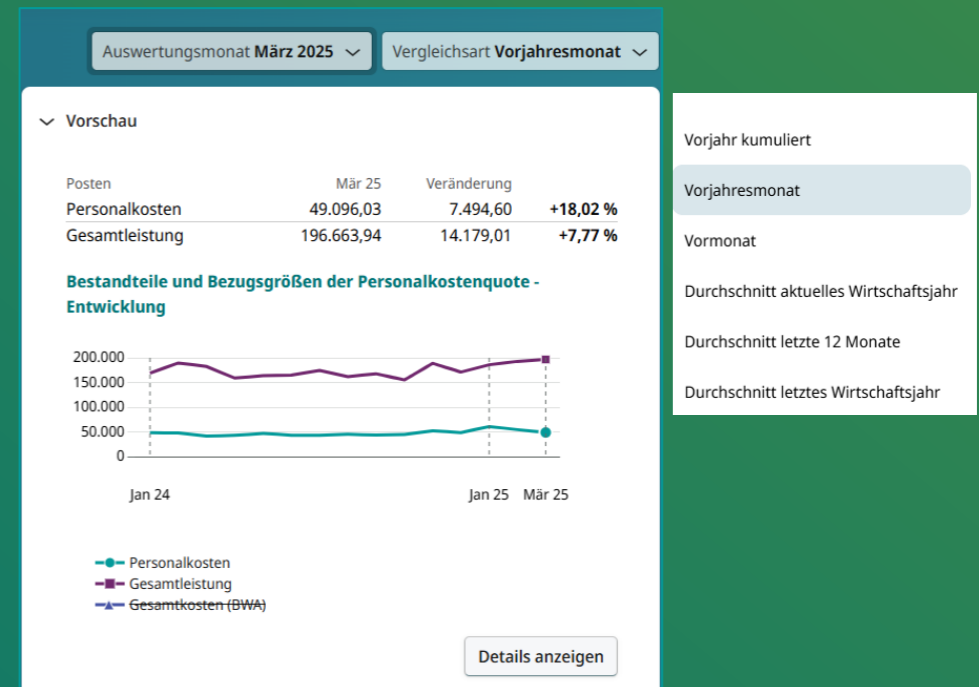 Auswertungsmonat März 2025
Vergleichsart Vorjahresmonat
Vorschau
Posten Mär 25 Veränderung
Personalkosten 49.096,03 7.494,60 +18,02 %
Gesamtleistung 196.663,94 14.179,01 +7,77 %
Bestandteile und Bezugsgrößen der Personalkostenquote -
Entwicklung
200.000
150.000
100.000
50.000
0
Jan 24 Jan 25 Mär 25
Personalkosten
Gesamtleistung
Gesamtkosten (BWA)
Details anzeigen
Vorjahr kumuliert
Vorjahresmonat
Vormonat
Durchschnitt aktuelles Wirtschaftsjahr
Durchschnitt letzte 12 Monate
Durchschnitt letztes Wirtschaftsjahr